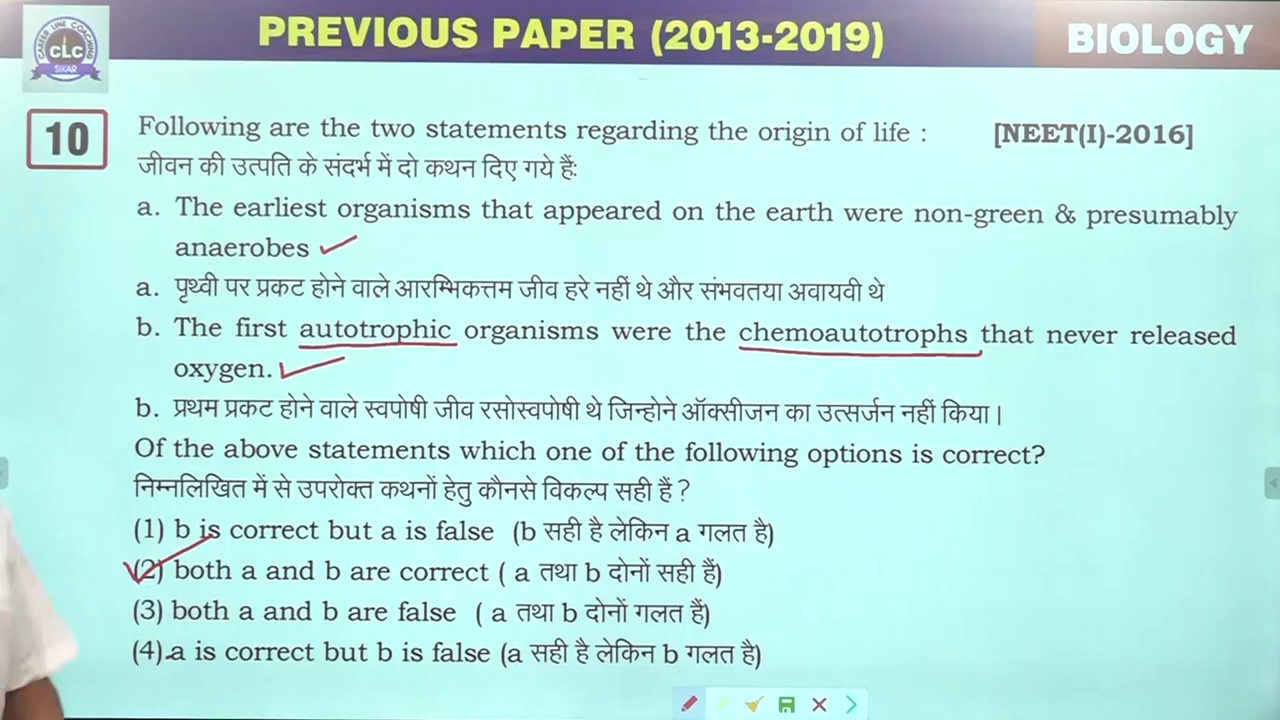 PREVIOUS PAPER (2013-2019)
BIOLOGY
CAREER LINE COACHING
CLC
SIKAR
10
Following are the two statements regarding the origin of life : [NEET(I)-2016]
जीवन की उत्पति के संदर्भ में दो कथन दिए गये हैं:
a. The earliest organisms that appeared on the earth were non-green & presumably
anaerobes
a. पृथ्वी पर प्रकट होने वाले आरम्भिकत्तम जीव हरे नहीं थे और संभवतया अवायवी थे
b. The first autotrophic organisms were the chemoautotrophs that never released
oxygen.
b. प्रथम प्रकट होने वाले स्वपोषी जीव रसोस्वपोषी थे जिन्होने ऑक्सीजन का उत्सर्जन नहीं किया।
Of the above statements which one of the following options is correct?
निम्नलिखित में से उपरोक्त कथनों हेतु कौनसे विकल्प सही हैं ?
(1) b is correct but a is false (b सही है लेकिन a गलत है)
(2) both a and b are correct ( a तथा b दोनों सही हैं)
(3) both a and b are false ( a तथा b दोनों गलत हैं)
(4) a is correct but b is false (a सही है लेकिन b गलत है)